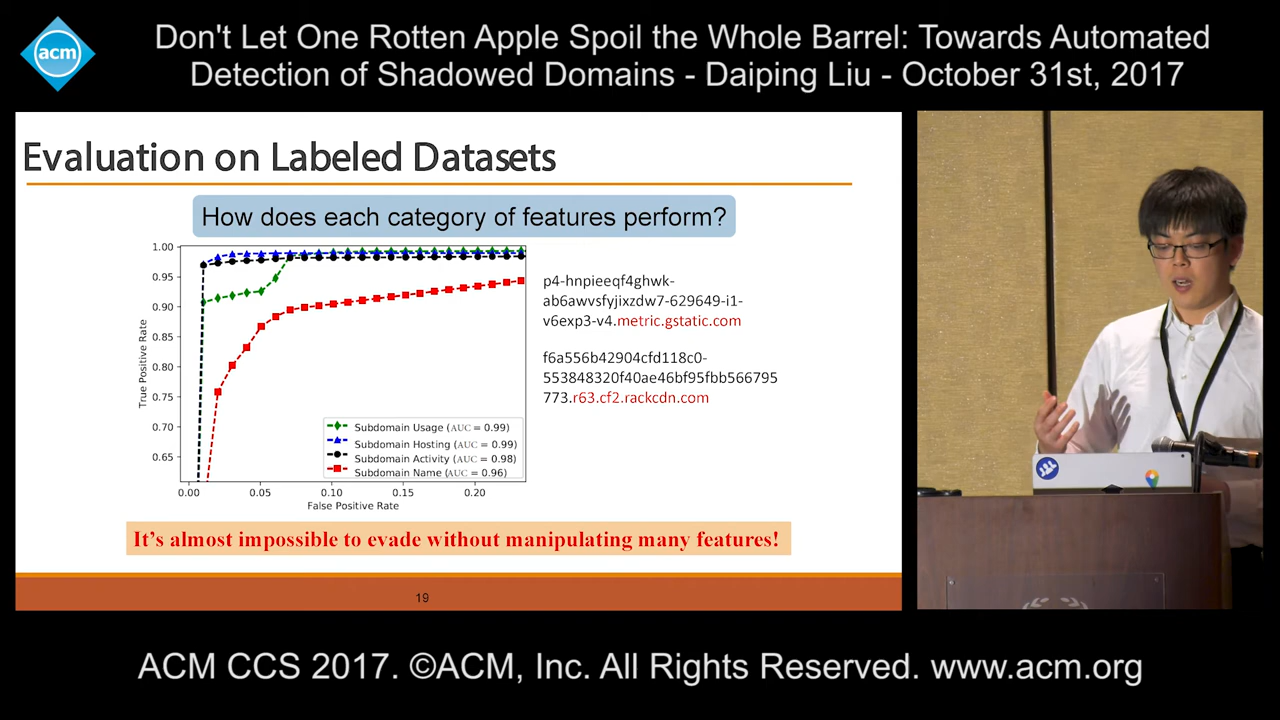 acm
Don't Let One Rotten Apple Spoil the Whole Barrel: Towards Automated
Detection of Shadowed Domains - Daiping Liu - October 31st, 2017
Evaluation on Labeled Datasets
How does each category of features perform?
1.00
0.95
0.90
0.85
0.80
0.75
0.70
0.65
True Positive Rate
0.00
0.05
0.10
0.15
0.20
False Positive Rate
Subdomain Usage (AUC = 0.99)
Subdomain Hosting (AUC = 0.99)
Subdomain Activity (AUC = 0.98)
Subdomain Name (AUC = 0.96)
p4-hnpieeqf4ghwk-
ab6awvsfyjixzdw7-629649-i1-
v6exp3-v4.metric.gstatic.com
f6a556b42904cfd118c0-
553848320f40ae46bf95fbb566795
773.r63.cf2.rackcdn.com
It's almost impossible to evade without manipulating many features!
19
ACM CCS 2017. ©ACM, Inc. All Rights Reserved. www.acm.org